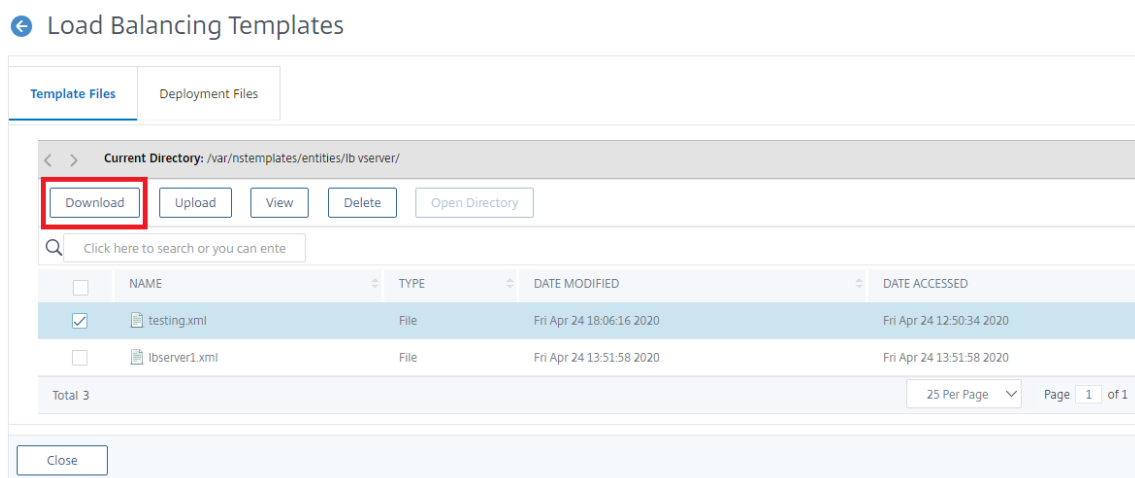 Load Balancing Templates
Template Files Deployment Files
Current Directory: /var/nstemplates/entities/lb vserver/
Download Upload View Delete Open Directory
Click here to search or you can ente
NAME TYPE DATE MODIFIED DATE ACCESSED
testing.xml File Fri Apr 24 18:06:16 2020 Fri Apr 24 12:50:34 2020
lbserver1.xml File Fri Apr 24 13:51:58 2020 Fri Apr 24 13:51:58 2020
Total 3 25 Per Page Page 1 of 1
Close